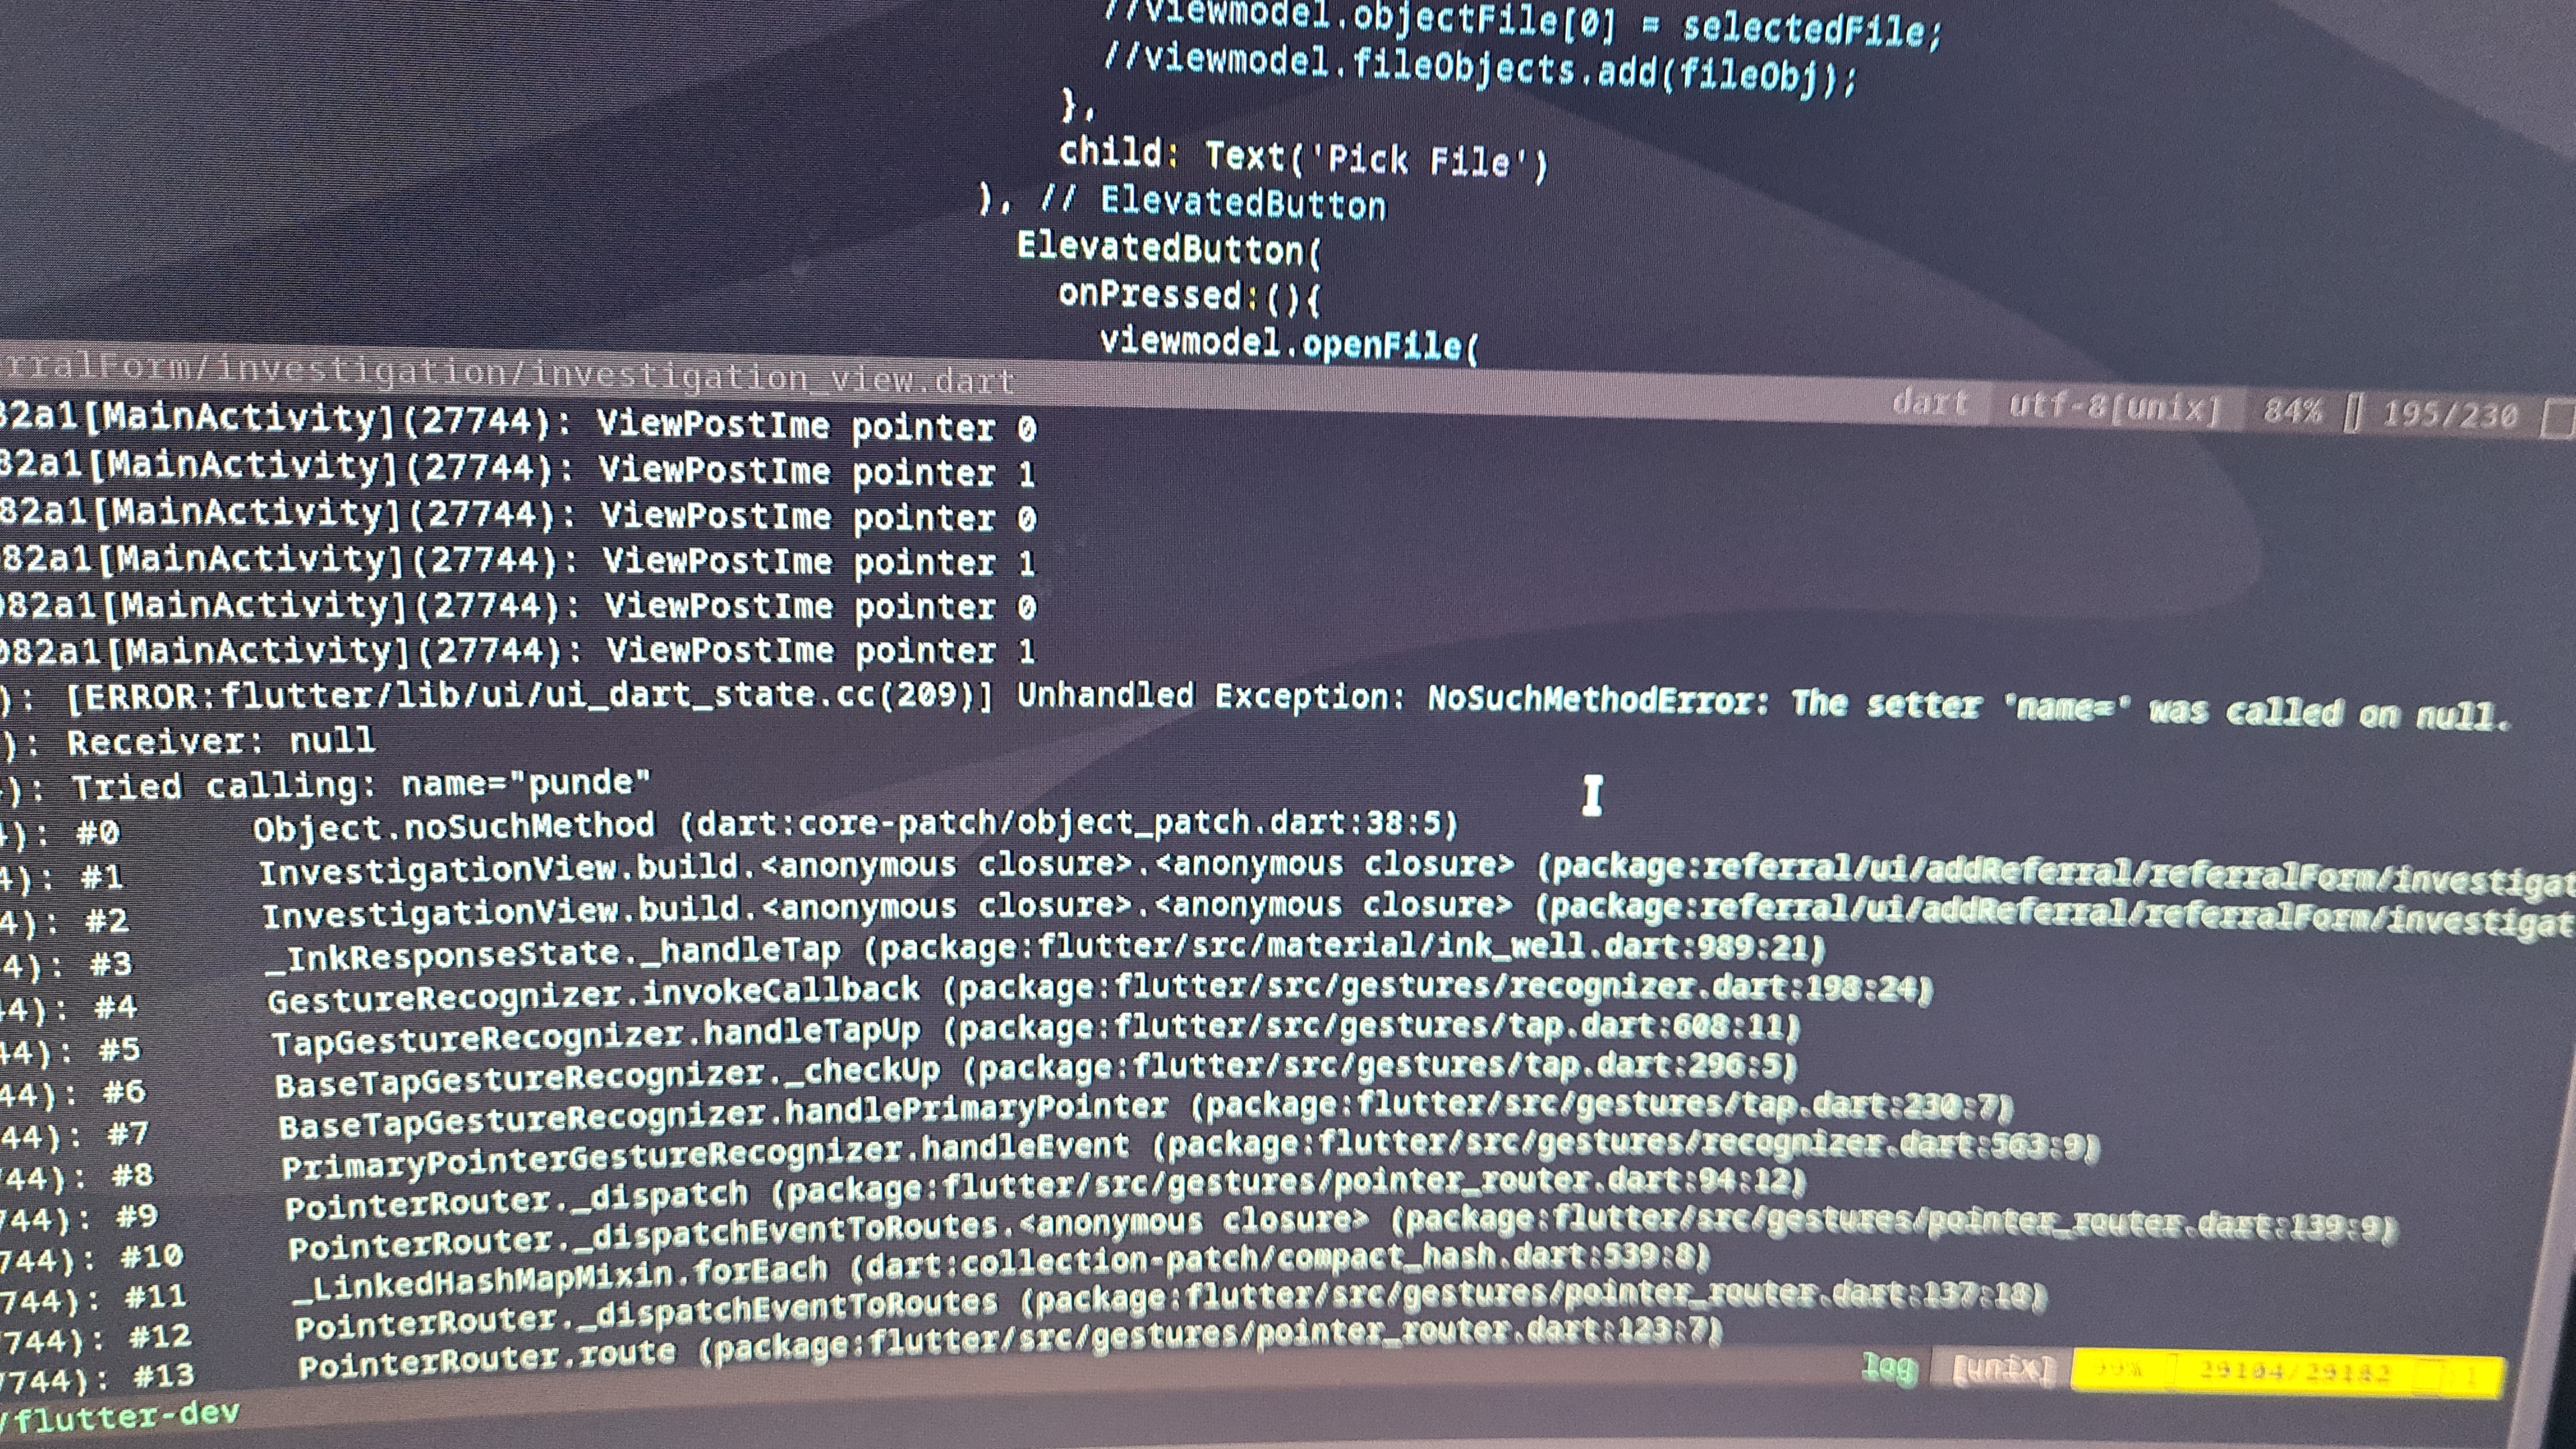 //viewmodel.objectFile[0] = selectedFile;
//viewmodel.fileObjects.add(fileObj);
},
child: Text('Pick File')
), // ElevatedButton
ElevatedButton(
onPressed:(){
viewmodel.openFile(
rralForm/investigation/investigation_view.dart dart utf-8[unix] 84% 195/230
82a1[MainActivity](27744): ViewPostIme pointer 0
82a1[MainActivity](27744): ViewPostIme pointer 1
82a1[MainActivity](27744): ViewPostIme pointer 0
82a1[MainActivity](27744): ViewPostIme pointer 1
082a1[MainActivity](27744): ViewPostIme pointer 0
082a1[MainActivity](27744): ViewPostIme pointer 1
): [ERROR:flutter/lib/ui/ui_dart_state.cc(209)] Unhandled Exception: NoSuchMethodError: The setter 'name=' was called on null.
): Receiver: null
): Tried calling: name="punde"
4): #0 Object.noSuchMethod (dart:core-patch/object_patch.dart:38:5)
4): #1 InvestigationView.build.<anonymous closure>.<anonymous closure> (package:referral/ui/addReferral/referralForm/investigat
4): #2 InvestigationView.build.<anonymous closure>.<anonymous closure> (package:referral/ui/addReferral/referralForm/investigat
4): #3 _InkResponseState._handleTap (package:flutter/src/material/ink_well.dart:989:21)
44): #4 GestureRecognizer.invokeCallback (package:flutter/src/gestures/recognizer.dart:198:24)
44): #5 TapGestureRecognizer.handleTapUp (package:flutter/src/gestures/tap.dart:608:11)
44): #6 BaseTapGestureRecognizer._checkUp (package:flutter/src/gestures/tap.dart:296:5)
44): #7 BaseTapGestureRecognizer.handlePrimaryPointer (package:flutter/src/gestures/tap.dart:230:7)
744): #8 PrimaryPointerGestureRecognizer.handleEvent (package:flutter/src/gestures/recognizer.dart:563:9)
744): #9 PointerRouter._dispatch (package:flutter/src/gestures/pointer_router.dart:94:12)
744): #10 PointerRouter._dispatchEventToRoutes.<anonymous closure> (package:flutter/src/gestures/pointer_router.dart:139:9)
744): #11 _LinkedHashMapMixin.forEach (dart:collection-patch/compact_hash.dart:539:8)
7744): #12 PointerRouter._dispatchEventToRoutes (package:flutter/src/gestures/pointer_router.dart:137:18)
7744): #13 PointerRouter.route (package:flutter/src/gestures/pointer_router.dart:123:7)
log [unix] 99% 29104/29182 :1
/flutter-dev